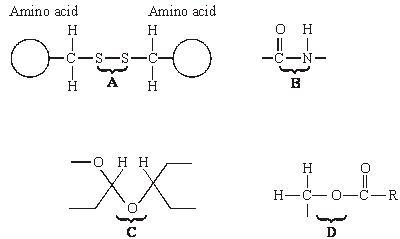 Amino acid Amino acid
H H O H
C S S C C N
H H A B
O H H H O
O H C O C R
C D